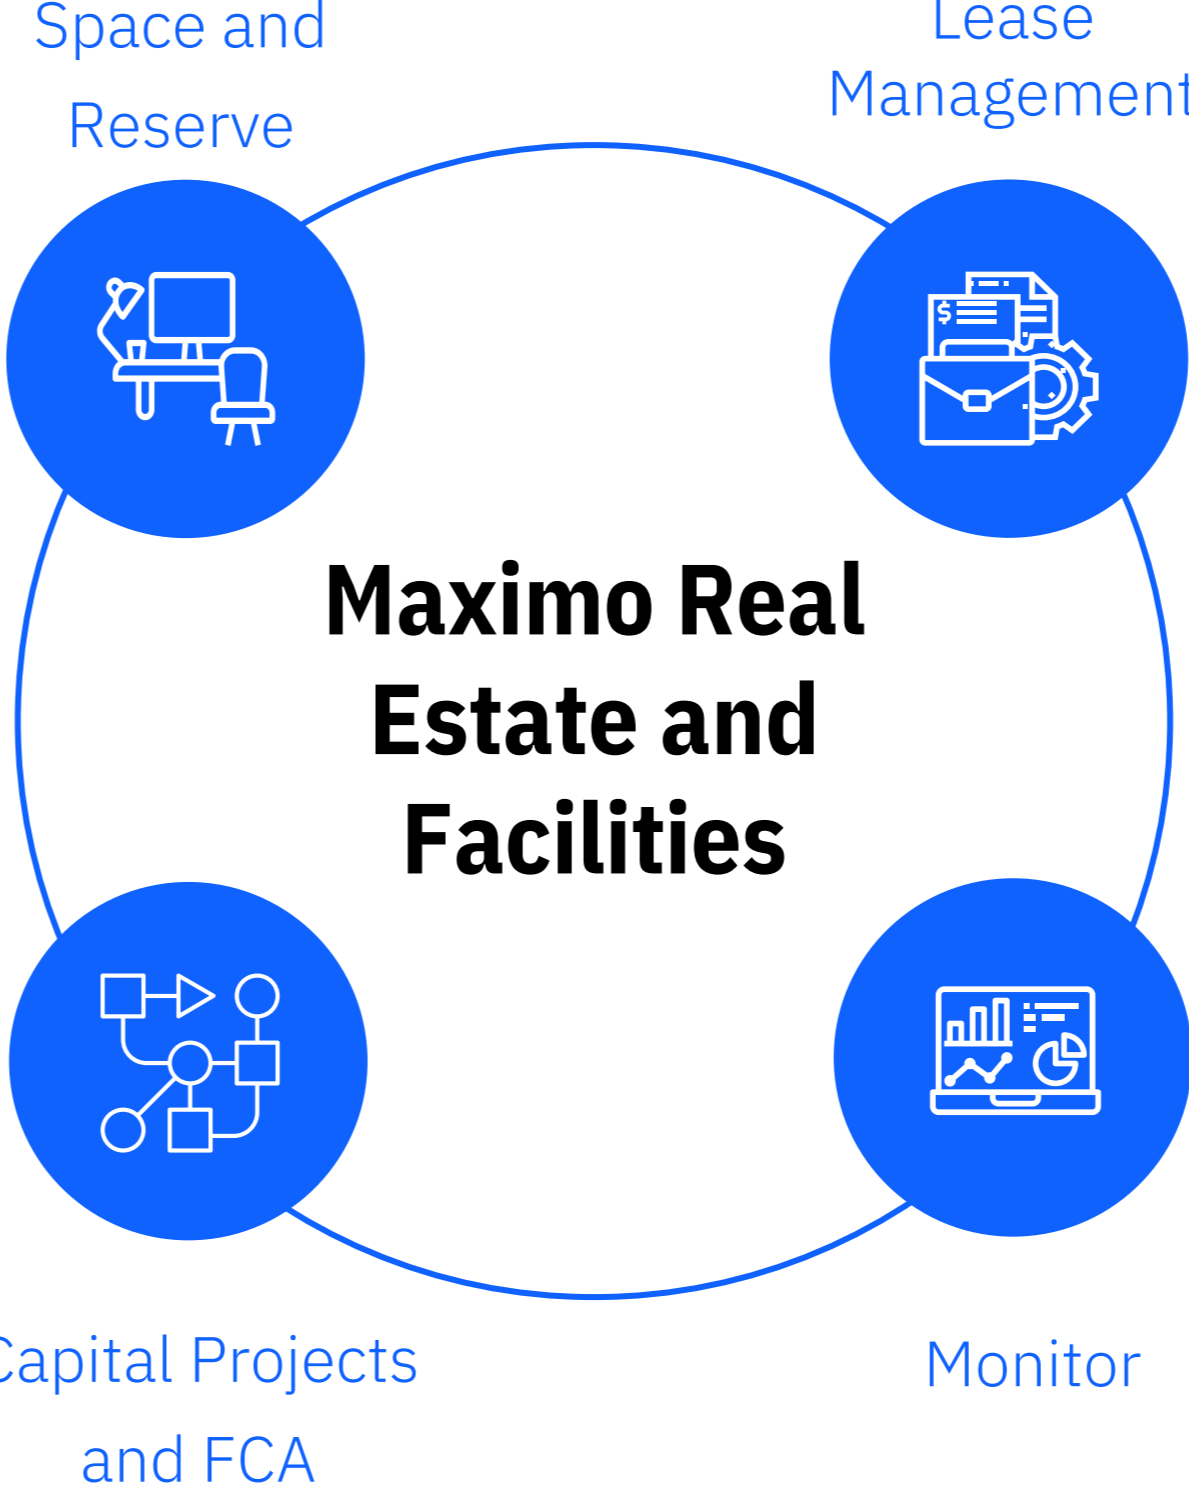 Space and
Reserve
Lease
Management
Maximo Real
Estate and
Facilities
Capital Projects
and FCA
Monitor
$